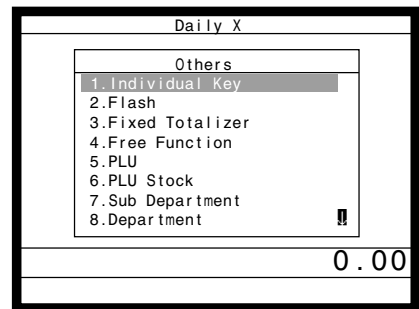 Daily X
Others
1.Individual Key
2.Flash
3.Fixed Totalizer
4.Free Function
5.PLU
6.PLU Stock
7.Sub Department
8.Department
0.00